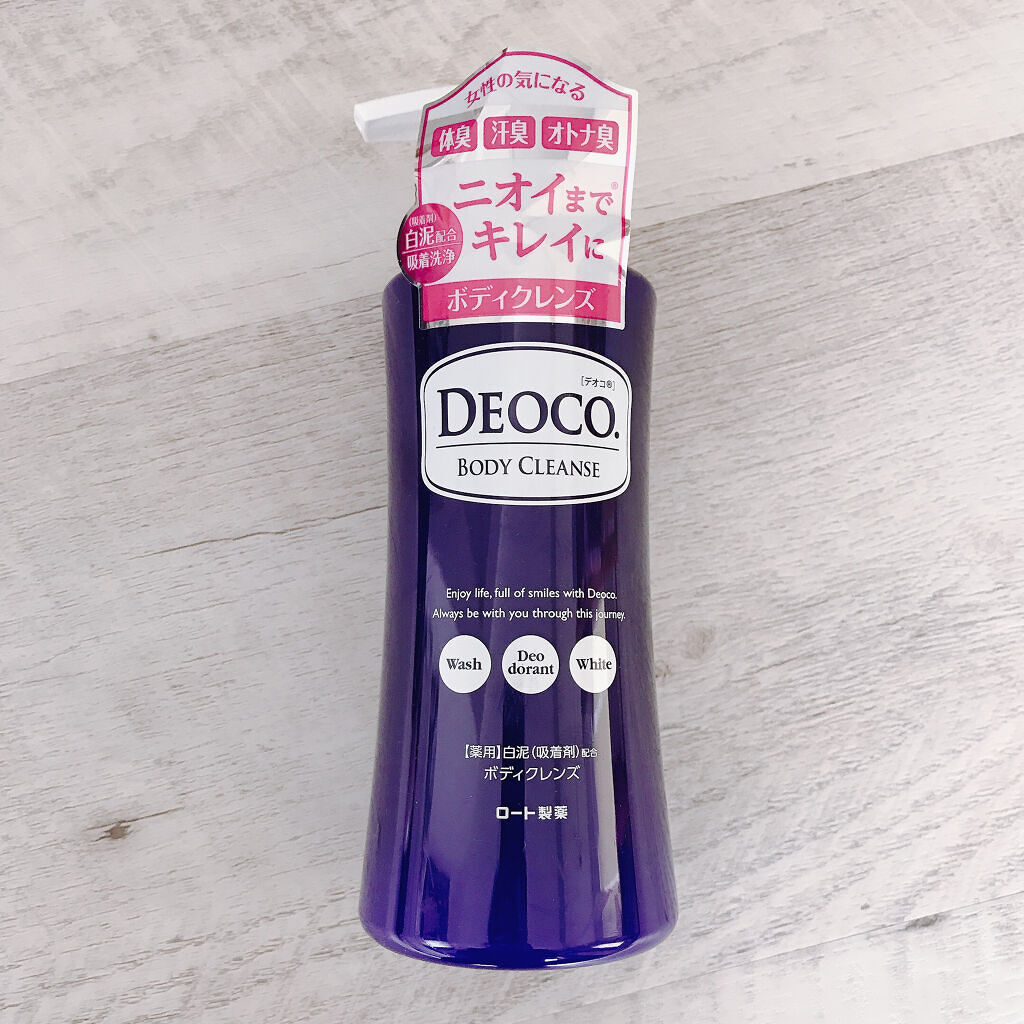 女性の気になる
体臭 汗臭 オトナ臭
ニオイまで®
キレイに
(吸着剤)
白泥配合
吸着洗浄
ボディクレンズ
[デオコ®]
DEOCO.
BODY CLEANSE
Enjoy life, full of smiles with Deoco.
Always be with you through this journey.
Wash
Deo
dorant
White
【薬用】白泥(吸着剤)配合
ボディクレンズ
ロート製薬